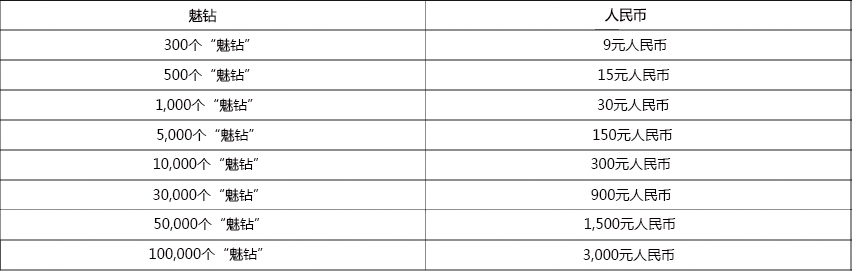 魅钻 人民币
300个“魅钻” 9元人民币
500个“魅钻” 15元人民币
1,000个“魅钻” 30元人民币
5,000个“魅钻” 150元人民币
10,000个“魅钻” 300元人民币
30,000个“魅钻” 900元人民币
50,000个“魅钻” 1,500元人民币
100,000个“魅钻” 3,000元人民币